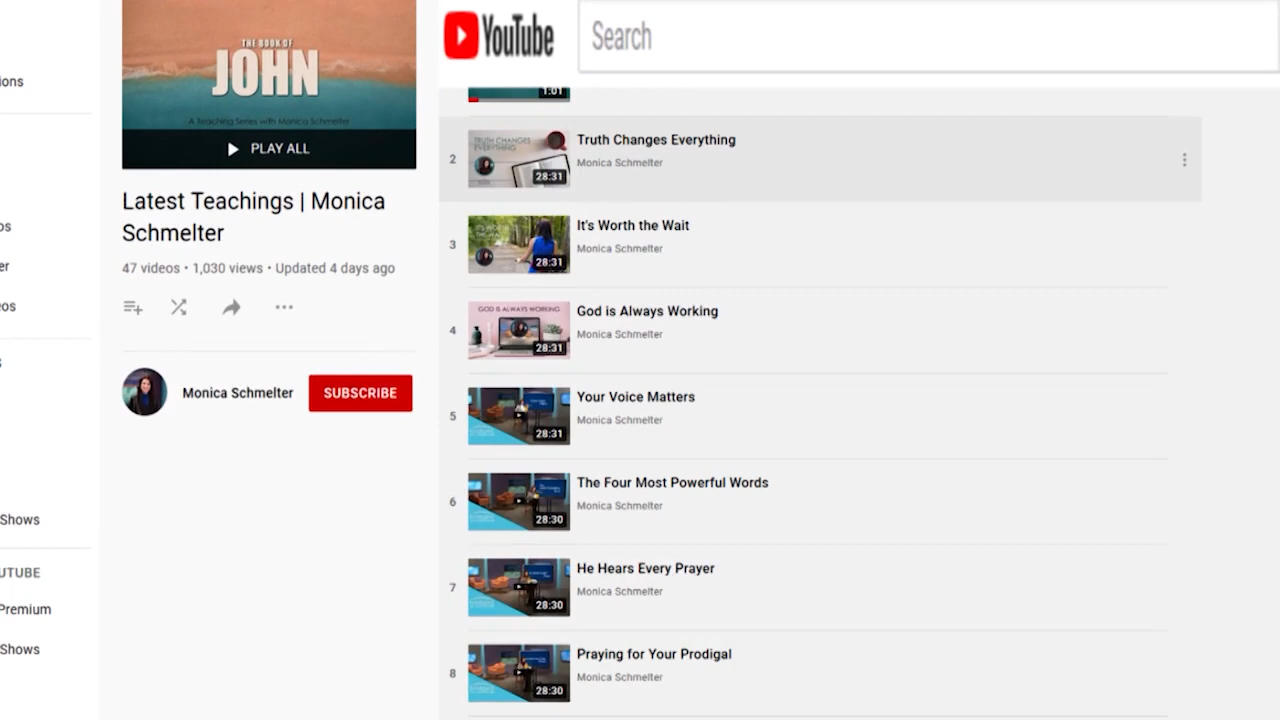 ions
os
er
eos
s
Shows
UTUBE
Premium
Shows
THE BOOK OF
JOHN
A Teaching Series with Monica Schmelter
PLAY ALL
Latest Teachings | Monica
Schmelter
47 videos • 1,030 views • Updated 4 days ago
Monica Schmelter
SUBSCRIBE
YouTube
Search
1:01
2
TRUTH CHANGES
EVERYTHING
28:31
Truth Changes Everything
Monica Schmelter
3
IT'S WORTH
THE WAIT
28:31
It's Worth the Wait
Monica Schmelter
4
GOD IS ALWAYS WORKING
28:31
God is Always Working
Monica Schmelter
5
28:31
Your Voice Matters
Monica Schmelter
6
28:30
The Four Most Powerful Words
Monica Schmelter
7
28:30
He Hears Every Prayer
Monica Schmelter
8
28:30
Praying for Your Prodigal
Monica Schmelter